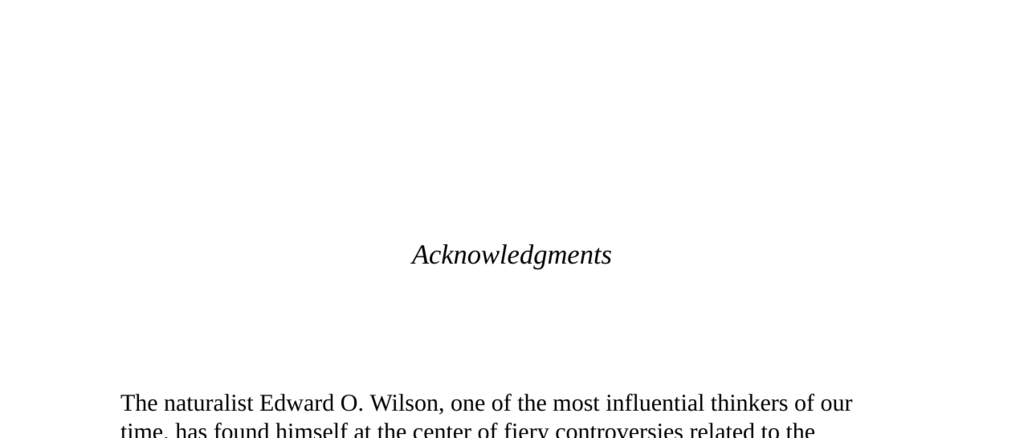 Acknowledgments
The naturalist Edward O. Wilson, one of the most influential thinkers of our
time, has found himself at the center of fiery controversies related to the